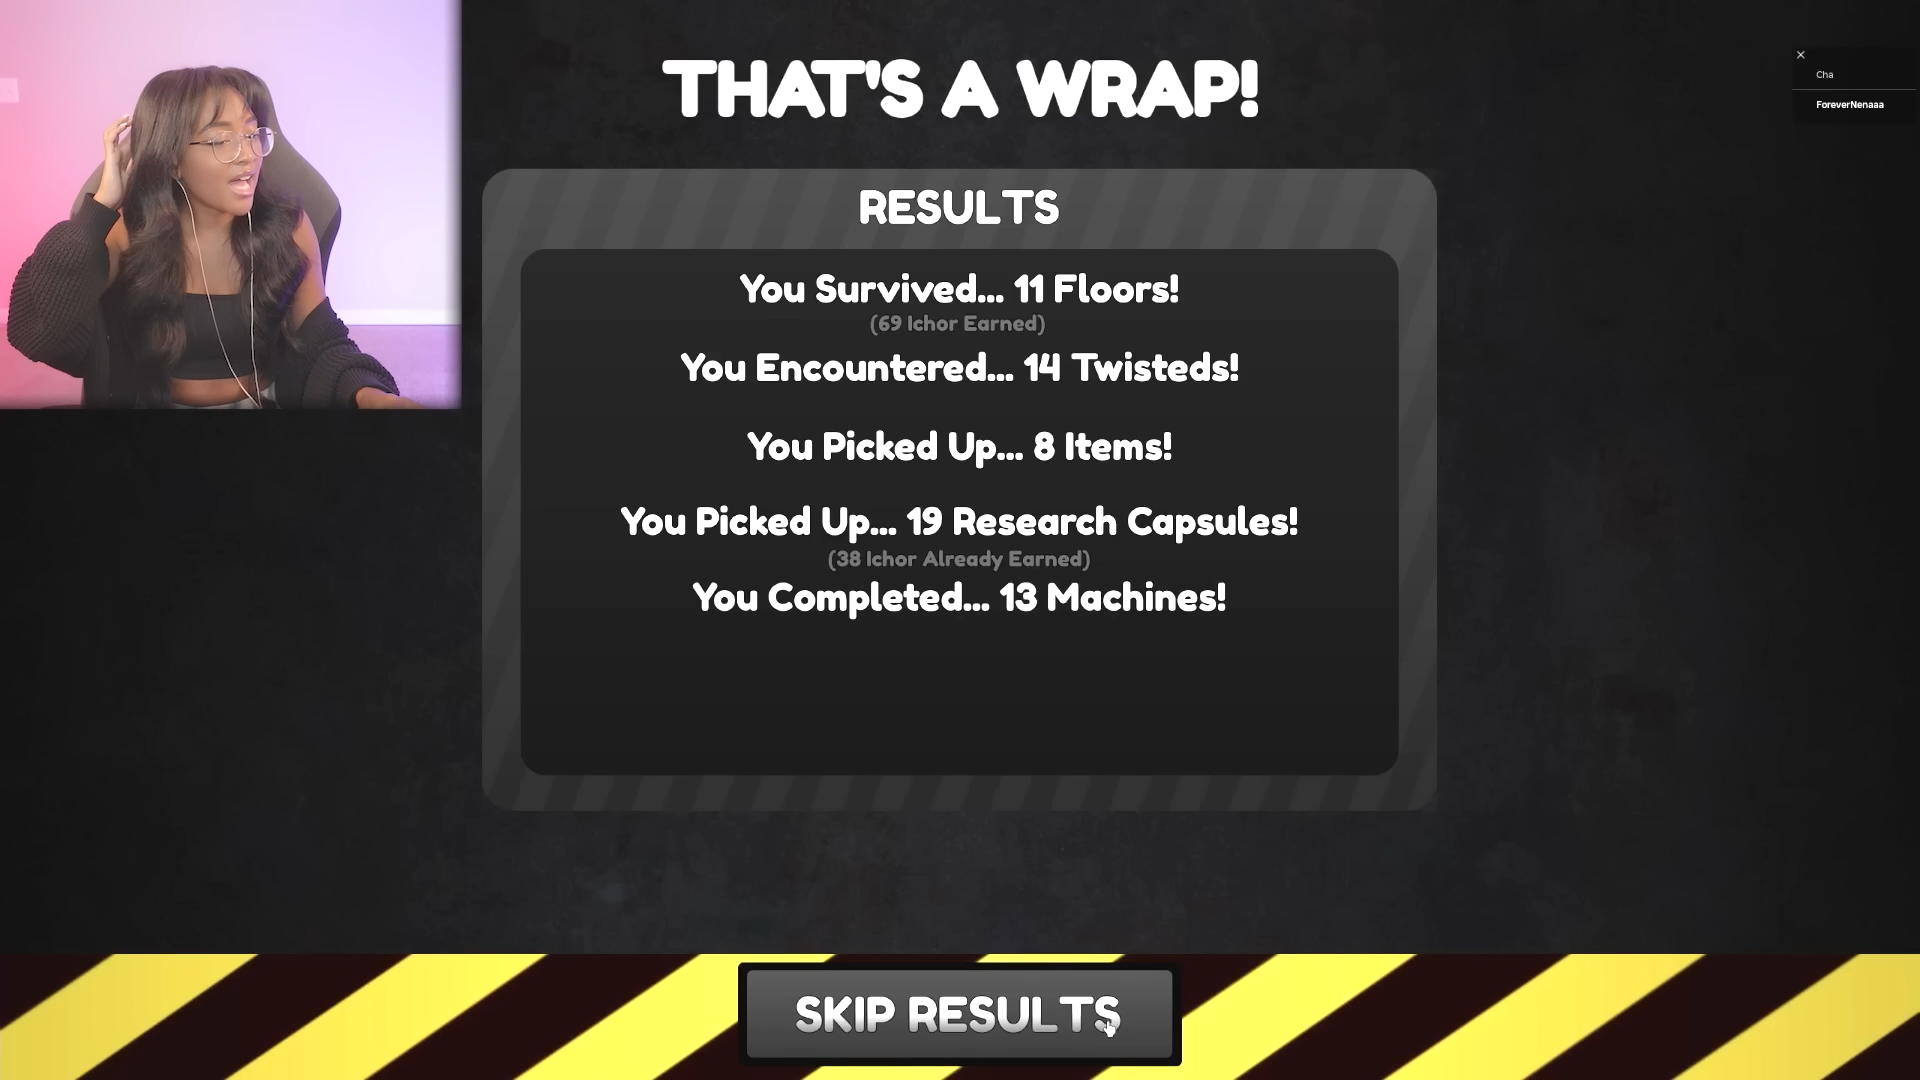 THAT'S A WRAP!
Cha
ForeverNenaaa
RESULTS
You Survived... 11 Floors!
(69 Ichor Earned)
You Encountered... 14 Twisteds!
You Picked Up... 8 Items!
You Picked Up... 19 Research Capsules!
(38 Ichor Already Earned)
You Completed... 13 Machines!
SKIP RESULTS